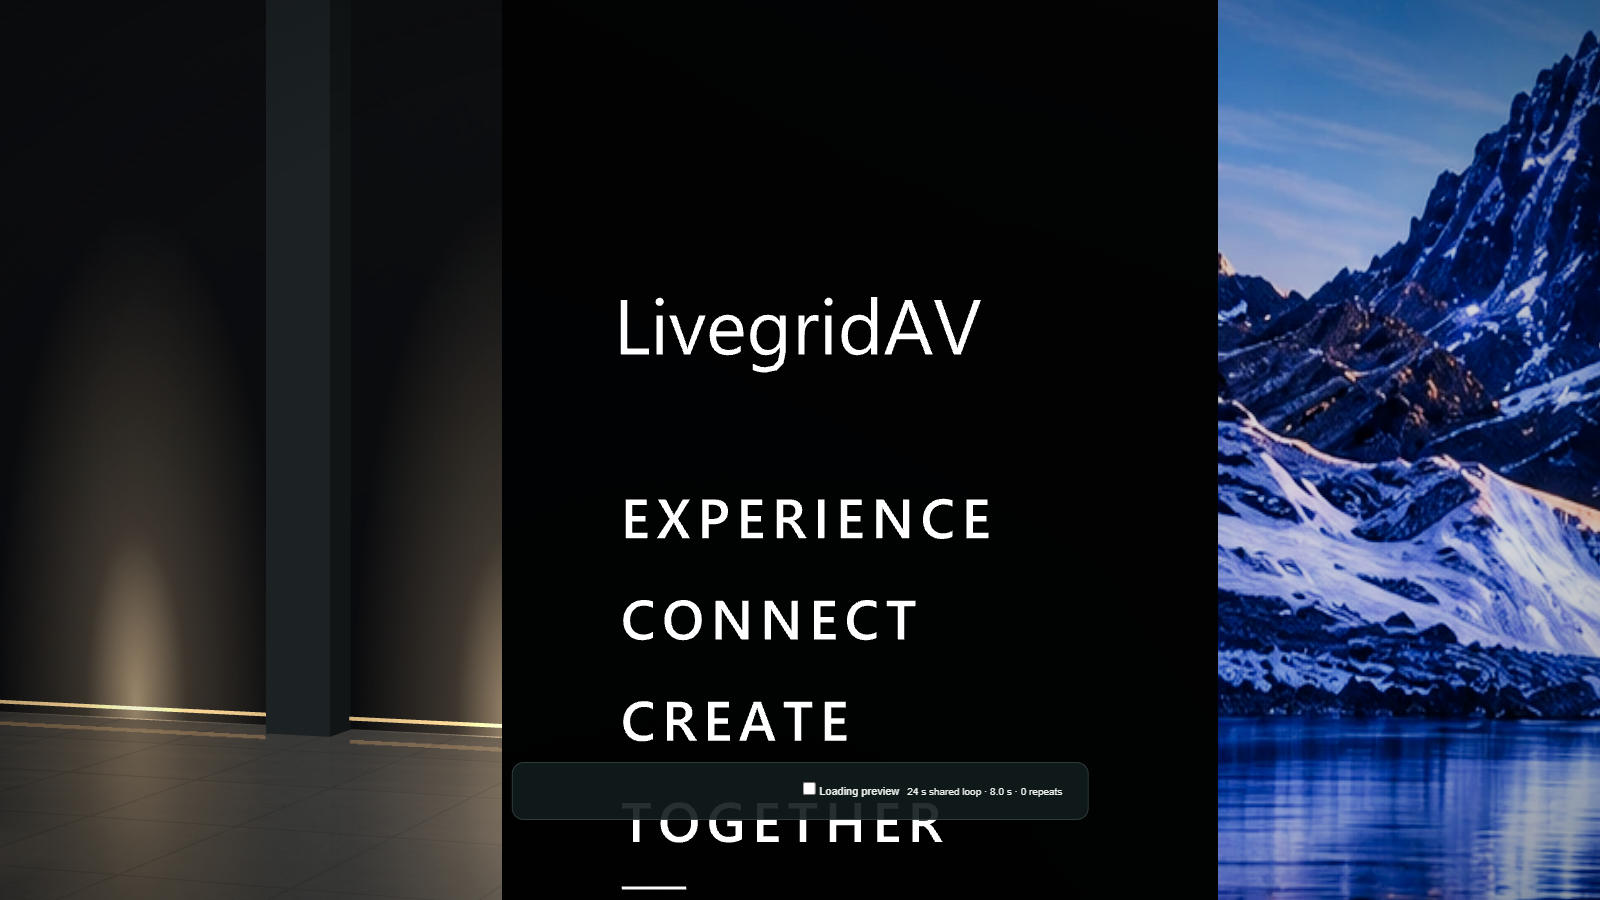 LivegridAV
EXPERIENCE
CONNECT
CREATE
Loading preview 24 s shared loop · 8.0 s · 0 repeats
TOGETHER